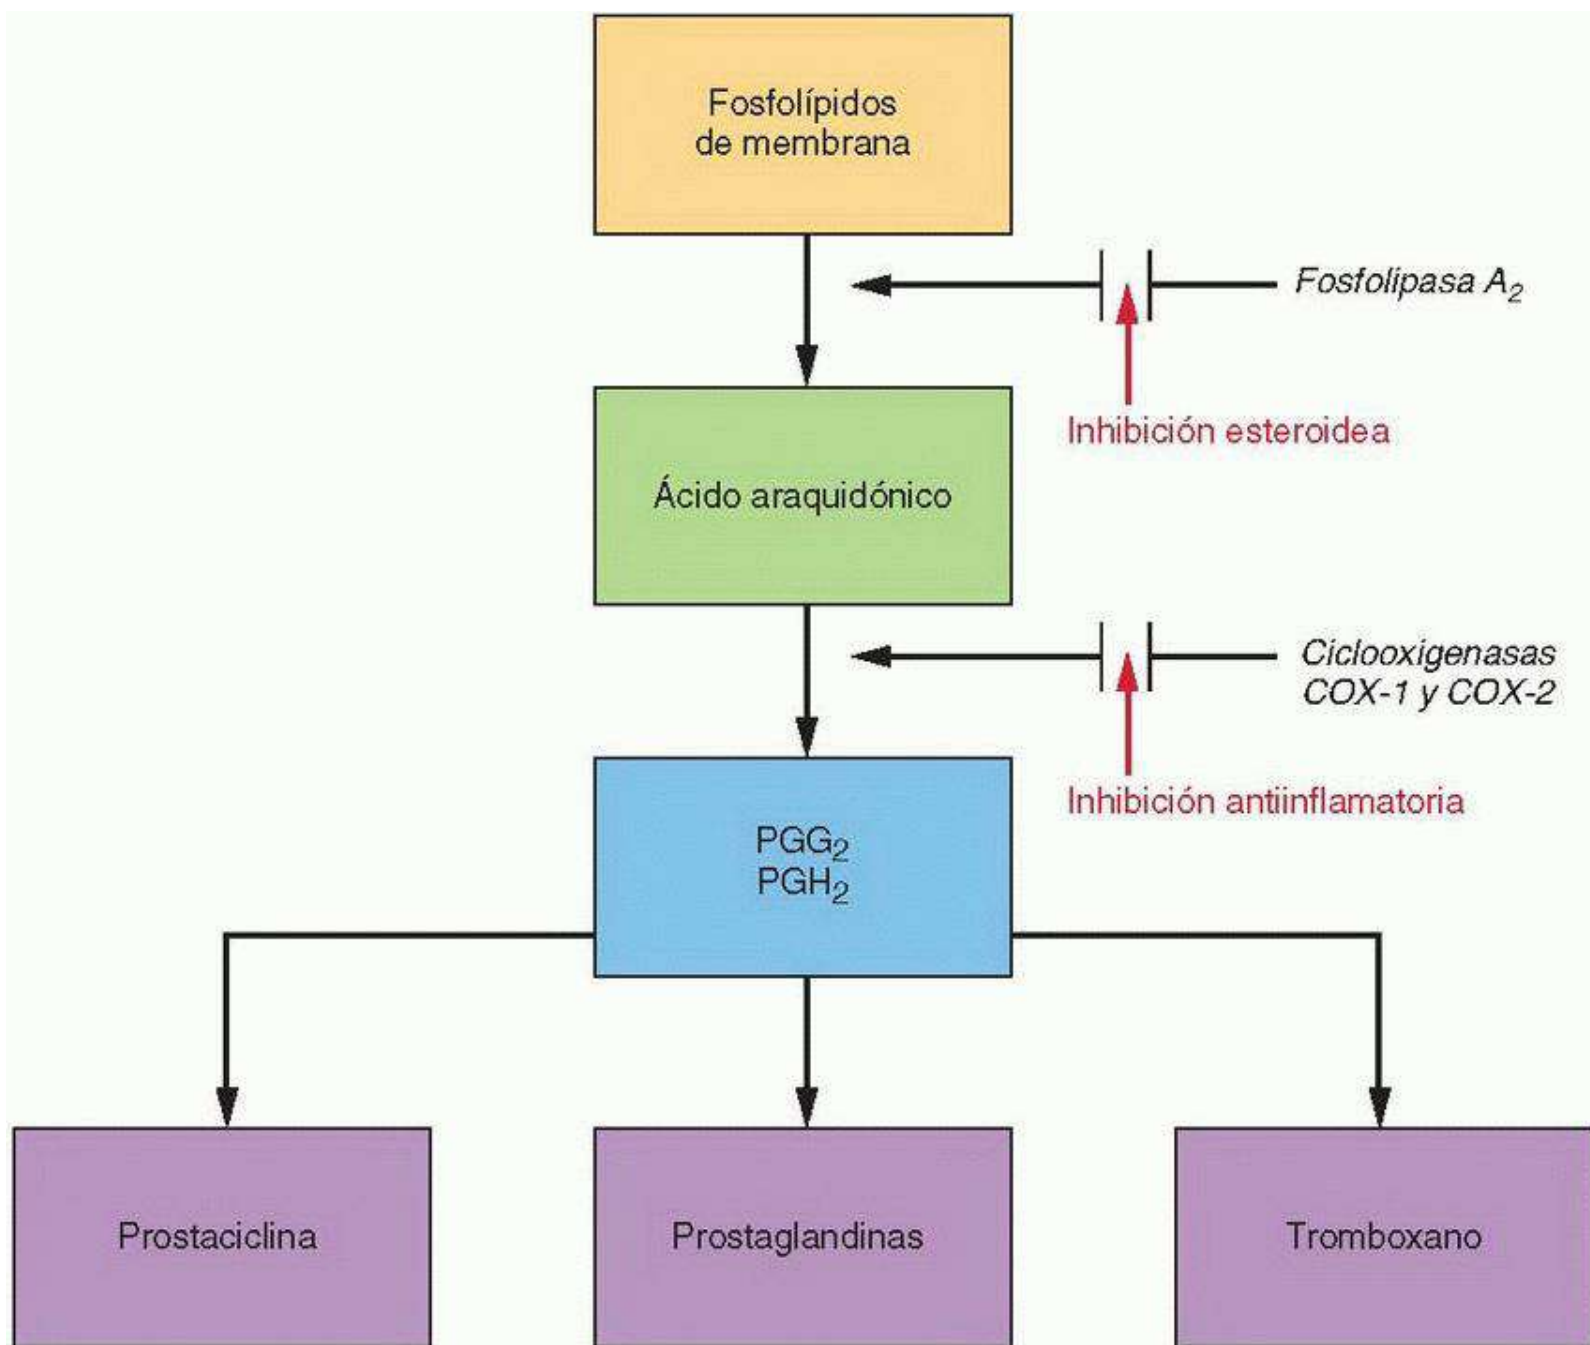 Fosfolípidos
de membrana
Fosfolipasa A₂
Inhibición esteroidea
Ácido araquidónico
Ciclooxigenasas
COX-1 y COX-2
Inhibición antiinflamatoria
PGG₂
PGH₂
Prostaciclina
Prostaglandinas
Tromboxano